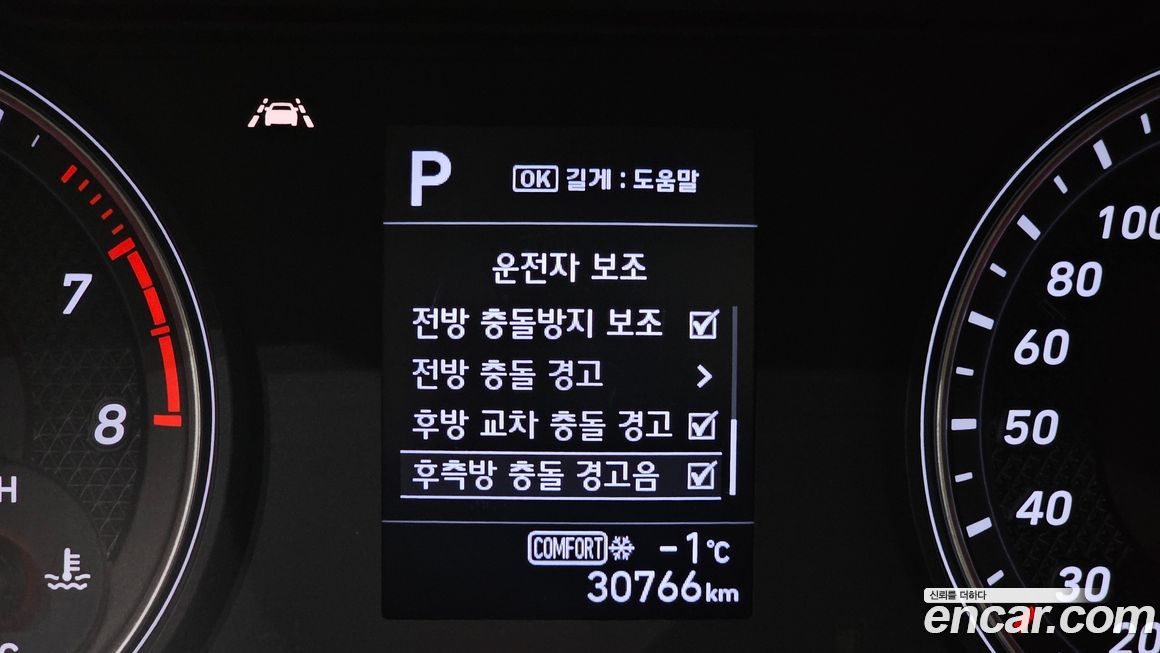 P
OK 길게 : 도움말
운전자 보조
전방 충돌방지 보조
전방 충돌 경고
후방 교차 충돌 경고
후측방 충돌 경고음
COMFORT -1℃
30766km
7
8
H
C
100
80
60
50
40
30
20
신뢰를 더하다
encar.com